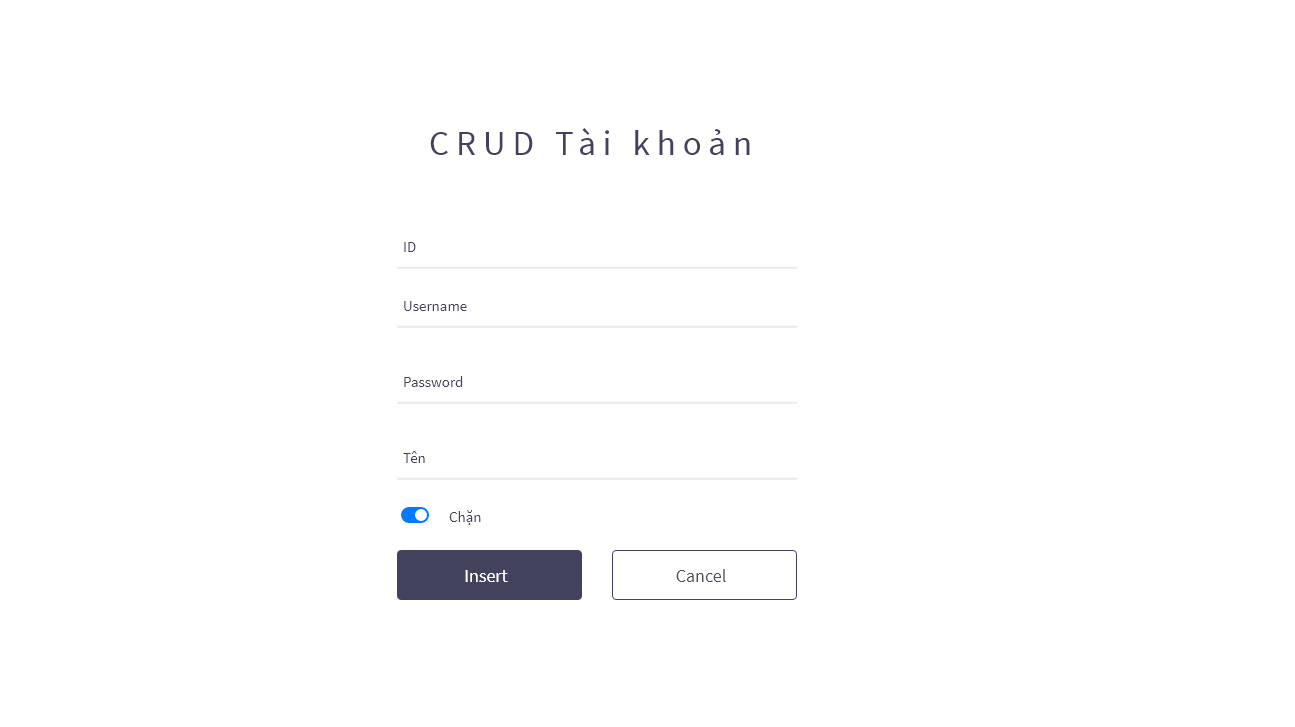 CRUD Tài khoản
ID
Username
Password
Tên
Chặn
Insert
Cancel